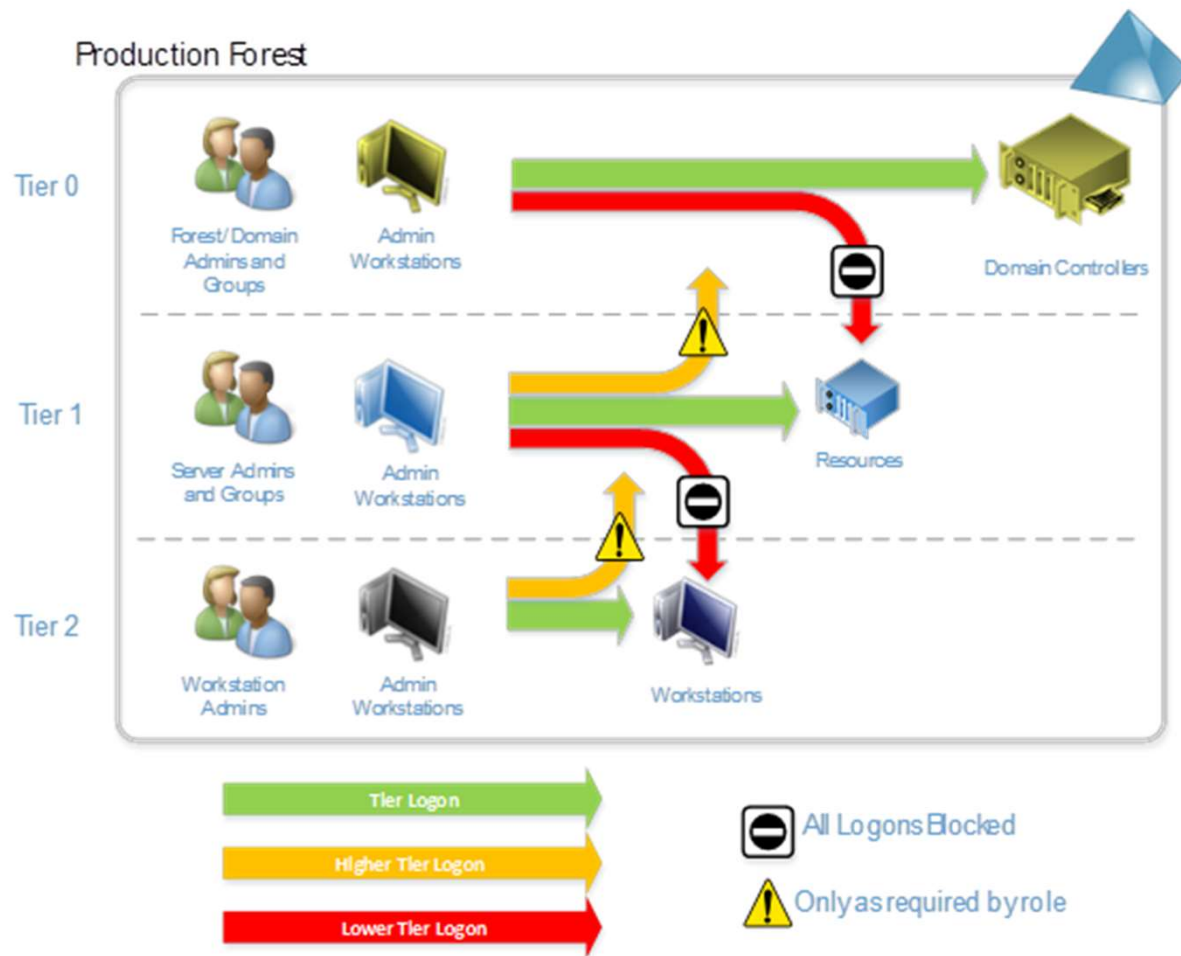 Production Forest
Tier 0
Forest/Domain
Admins and
Groups
Admin
Workstations
Domain Controllers
Tier 1
Server Admins
and Groups
Admin
Workstations
Resources
Tier 2
Workstation
Admins
Admin
Workstations
Workstations
Tier Logon
Higher Tier Logon
Lower Tier Logon
All Logons Blocked
Only as required by role